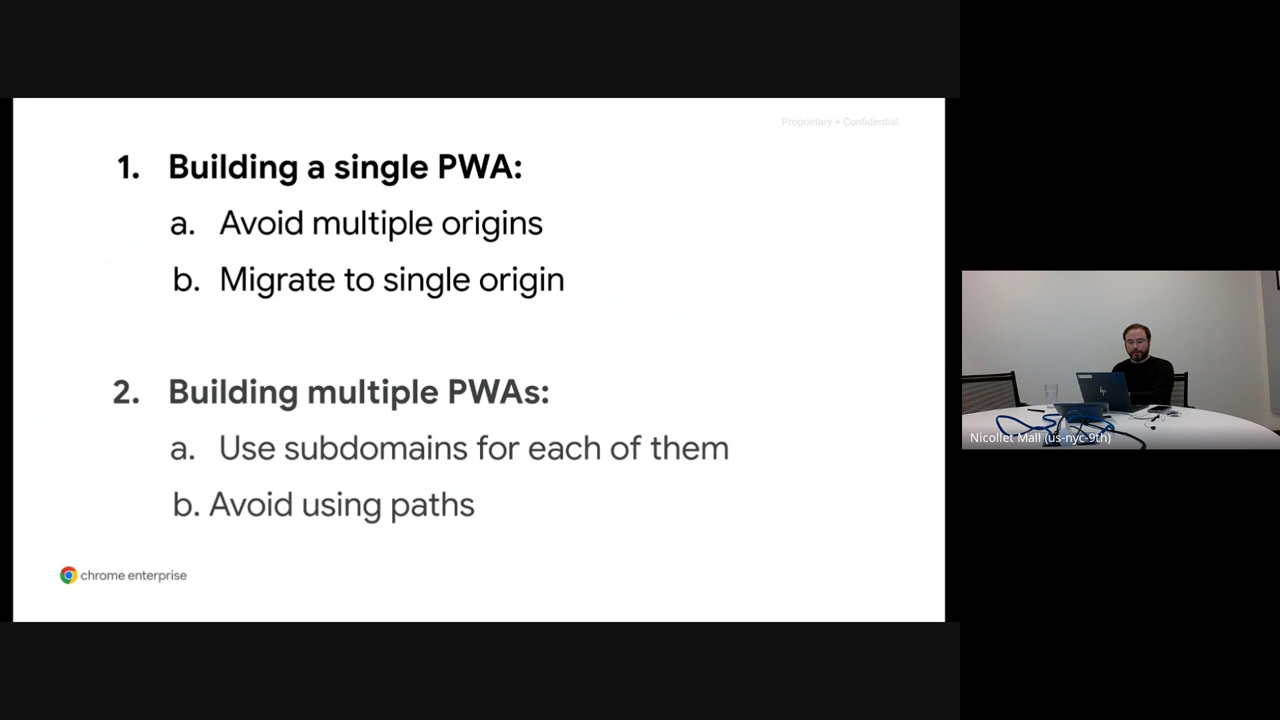 Proprietary + Confidential
1. Building a single PWA:
a. Avoid multiple origins
b. Migrate to single origin
2. Building multiple PWAs:
a. Use subdomains for each of them
b. Avoid using paths
chrome enterprise
hp
Nicollet Mall (us-nyc-9th)